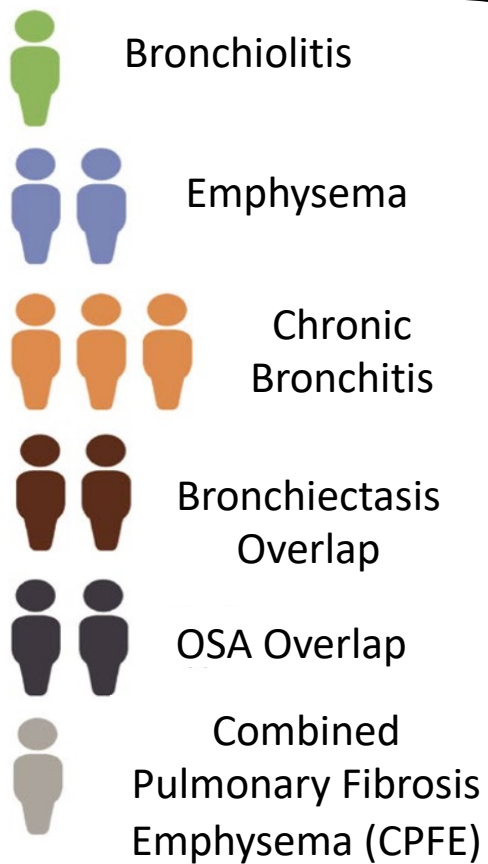 Bronchiolitis
Emphysema
Chronic
Bronchitis
Bronchiectasis
Overlap
OSA Overlap
Combined
Pulmonary Fibrosis
Emphysema (CPFE)